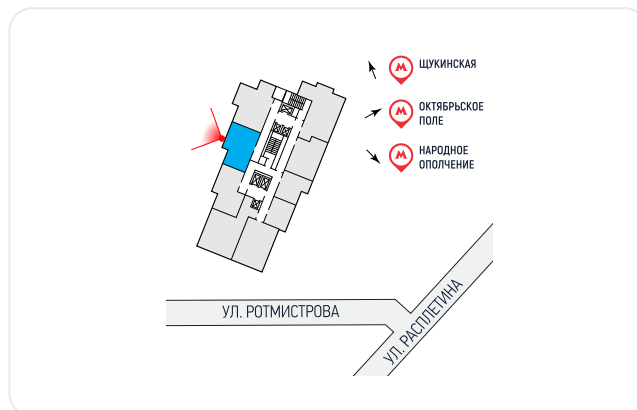 ЩУКИНСКАЯ
ОКТЯБРЬСКОЕ
ПОЛЕ
НАРОДНОЕ
ОПОЛЧЕНИЕ
УЛ. РОТМИСТРОВА
УЛ. РАСПЛЕТИНА